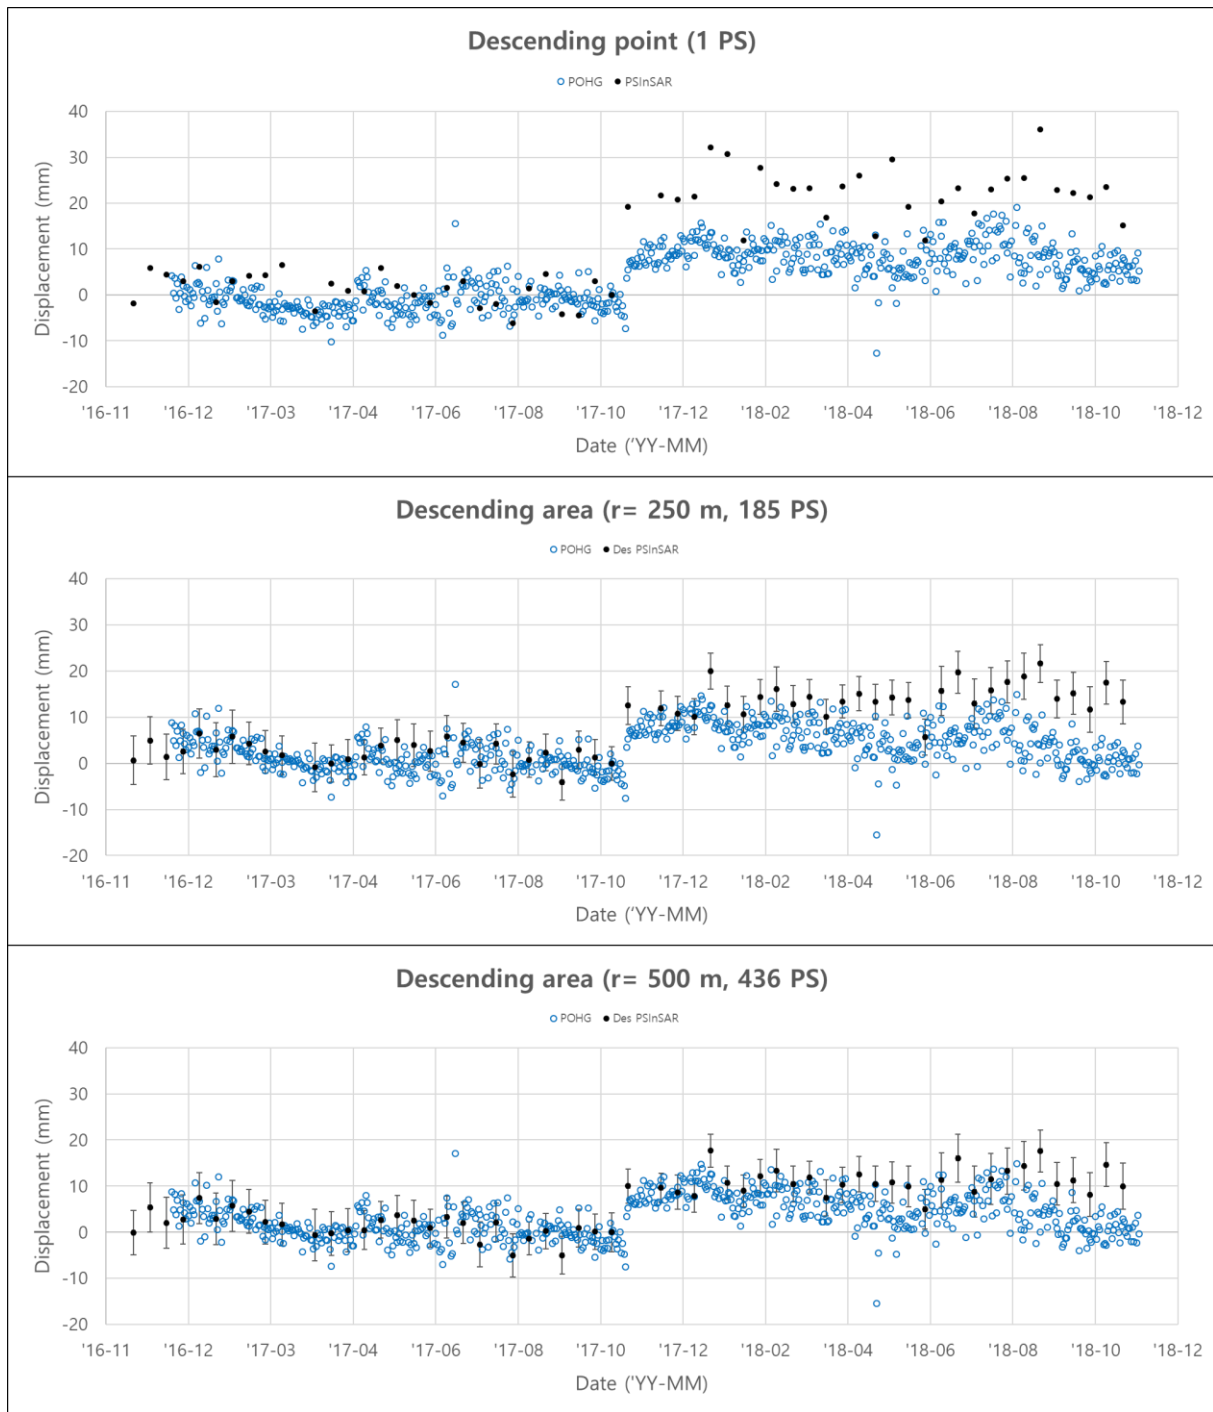 Descending point (1 PS)
POHG PSInSAR
40
30
20
10
0
-10
-20
Displacement (mm)
'16-11 '16-12 '17-03 '17-04 '17-06 '17-08 '17-10 '17-12 '18-02 '18-04 '18-06 '18-08 '18-10 '18-12
Date ('YY-MM)
Descending area (r= 250 m, 185 PS)
POHG Des PSInSAR
40
30
20
10
0
-10
-20
Displacement (mm)
'16-11 '16-12 '17-03 '17-04 '17-06 '17-08 '17-10 '17-12 '18-02 '18-04 '18-06 '18-08 '18-10 '18-12
Date ('YY-MM)
Descending area (r= 500 m, 436 PS)
POHG Des PSInSAR
40
30
20
10
0
-10
-20
Displacement (mm)
'16-11 '16-12 '17-03 '17-04 '17-06 '17-08 '17-10 '17-12 '18-02 '18-04 '18-06 '18-08 '18-10 '18-12
Date ('YY-MM)